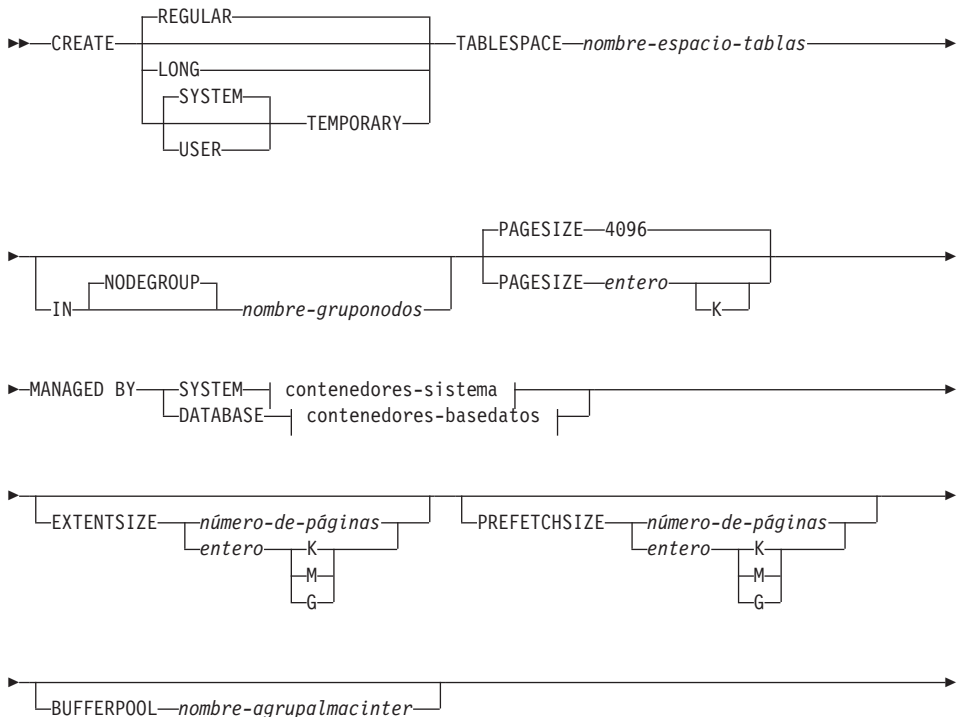 REGULAR
CREATE TABLESPACE nombre-espacio-tablas
LONG
SYSTEM
TEMPORARY
USER
PAGESIZE 4096
NODEGROUP PAGESIZE entero
IN nombre-gruponodos K
MANAGED BY SYSTEM contenedores-sistema
DATABASE contenedores-basedatos
EXTENTSIZE número-de-páginas PREFETCHSIZE número-de-páginas
entero K entero K
M M
G G
BUFFERPOOL nombre-agrupalmacinter